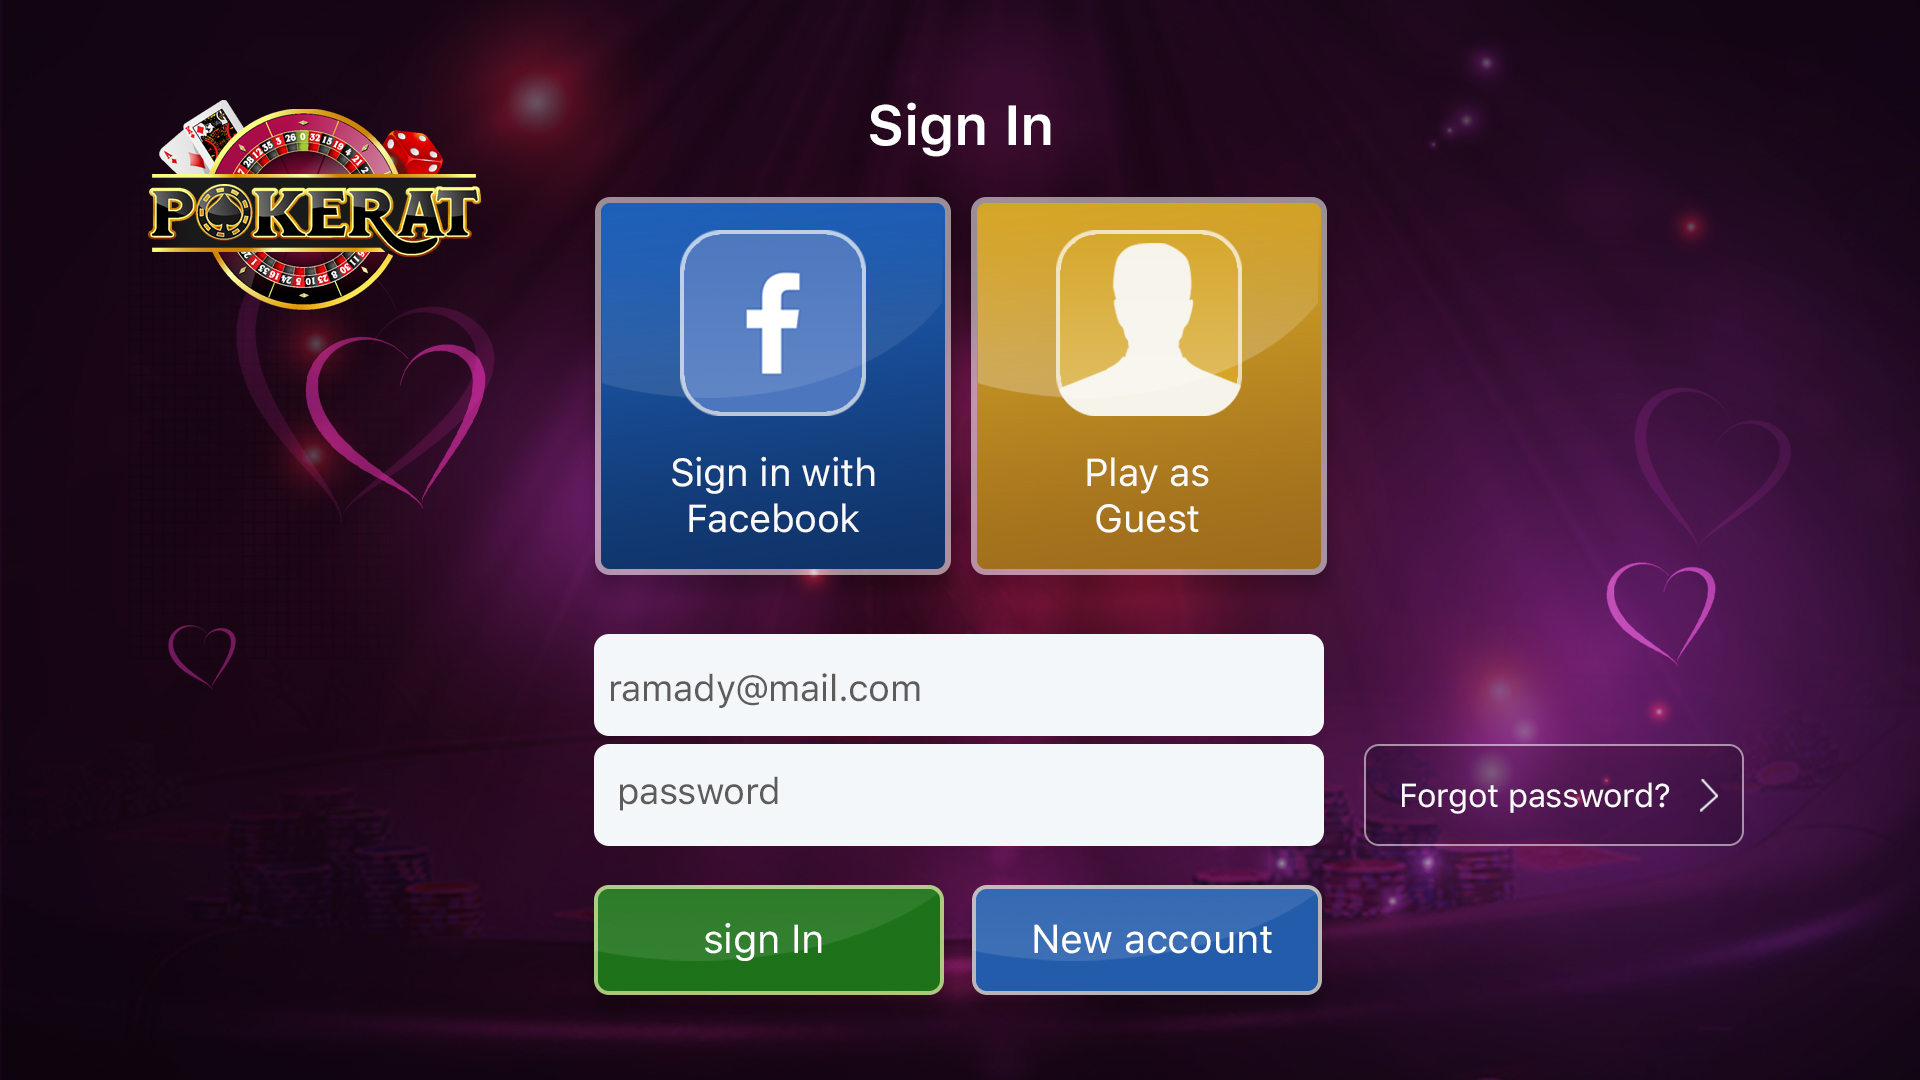 Sign In
POKERAT
Sign in with
Facebook
Play as
Guest
ramady@mail.com
password
Forgot password?
sign In
New account